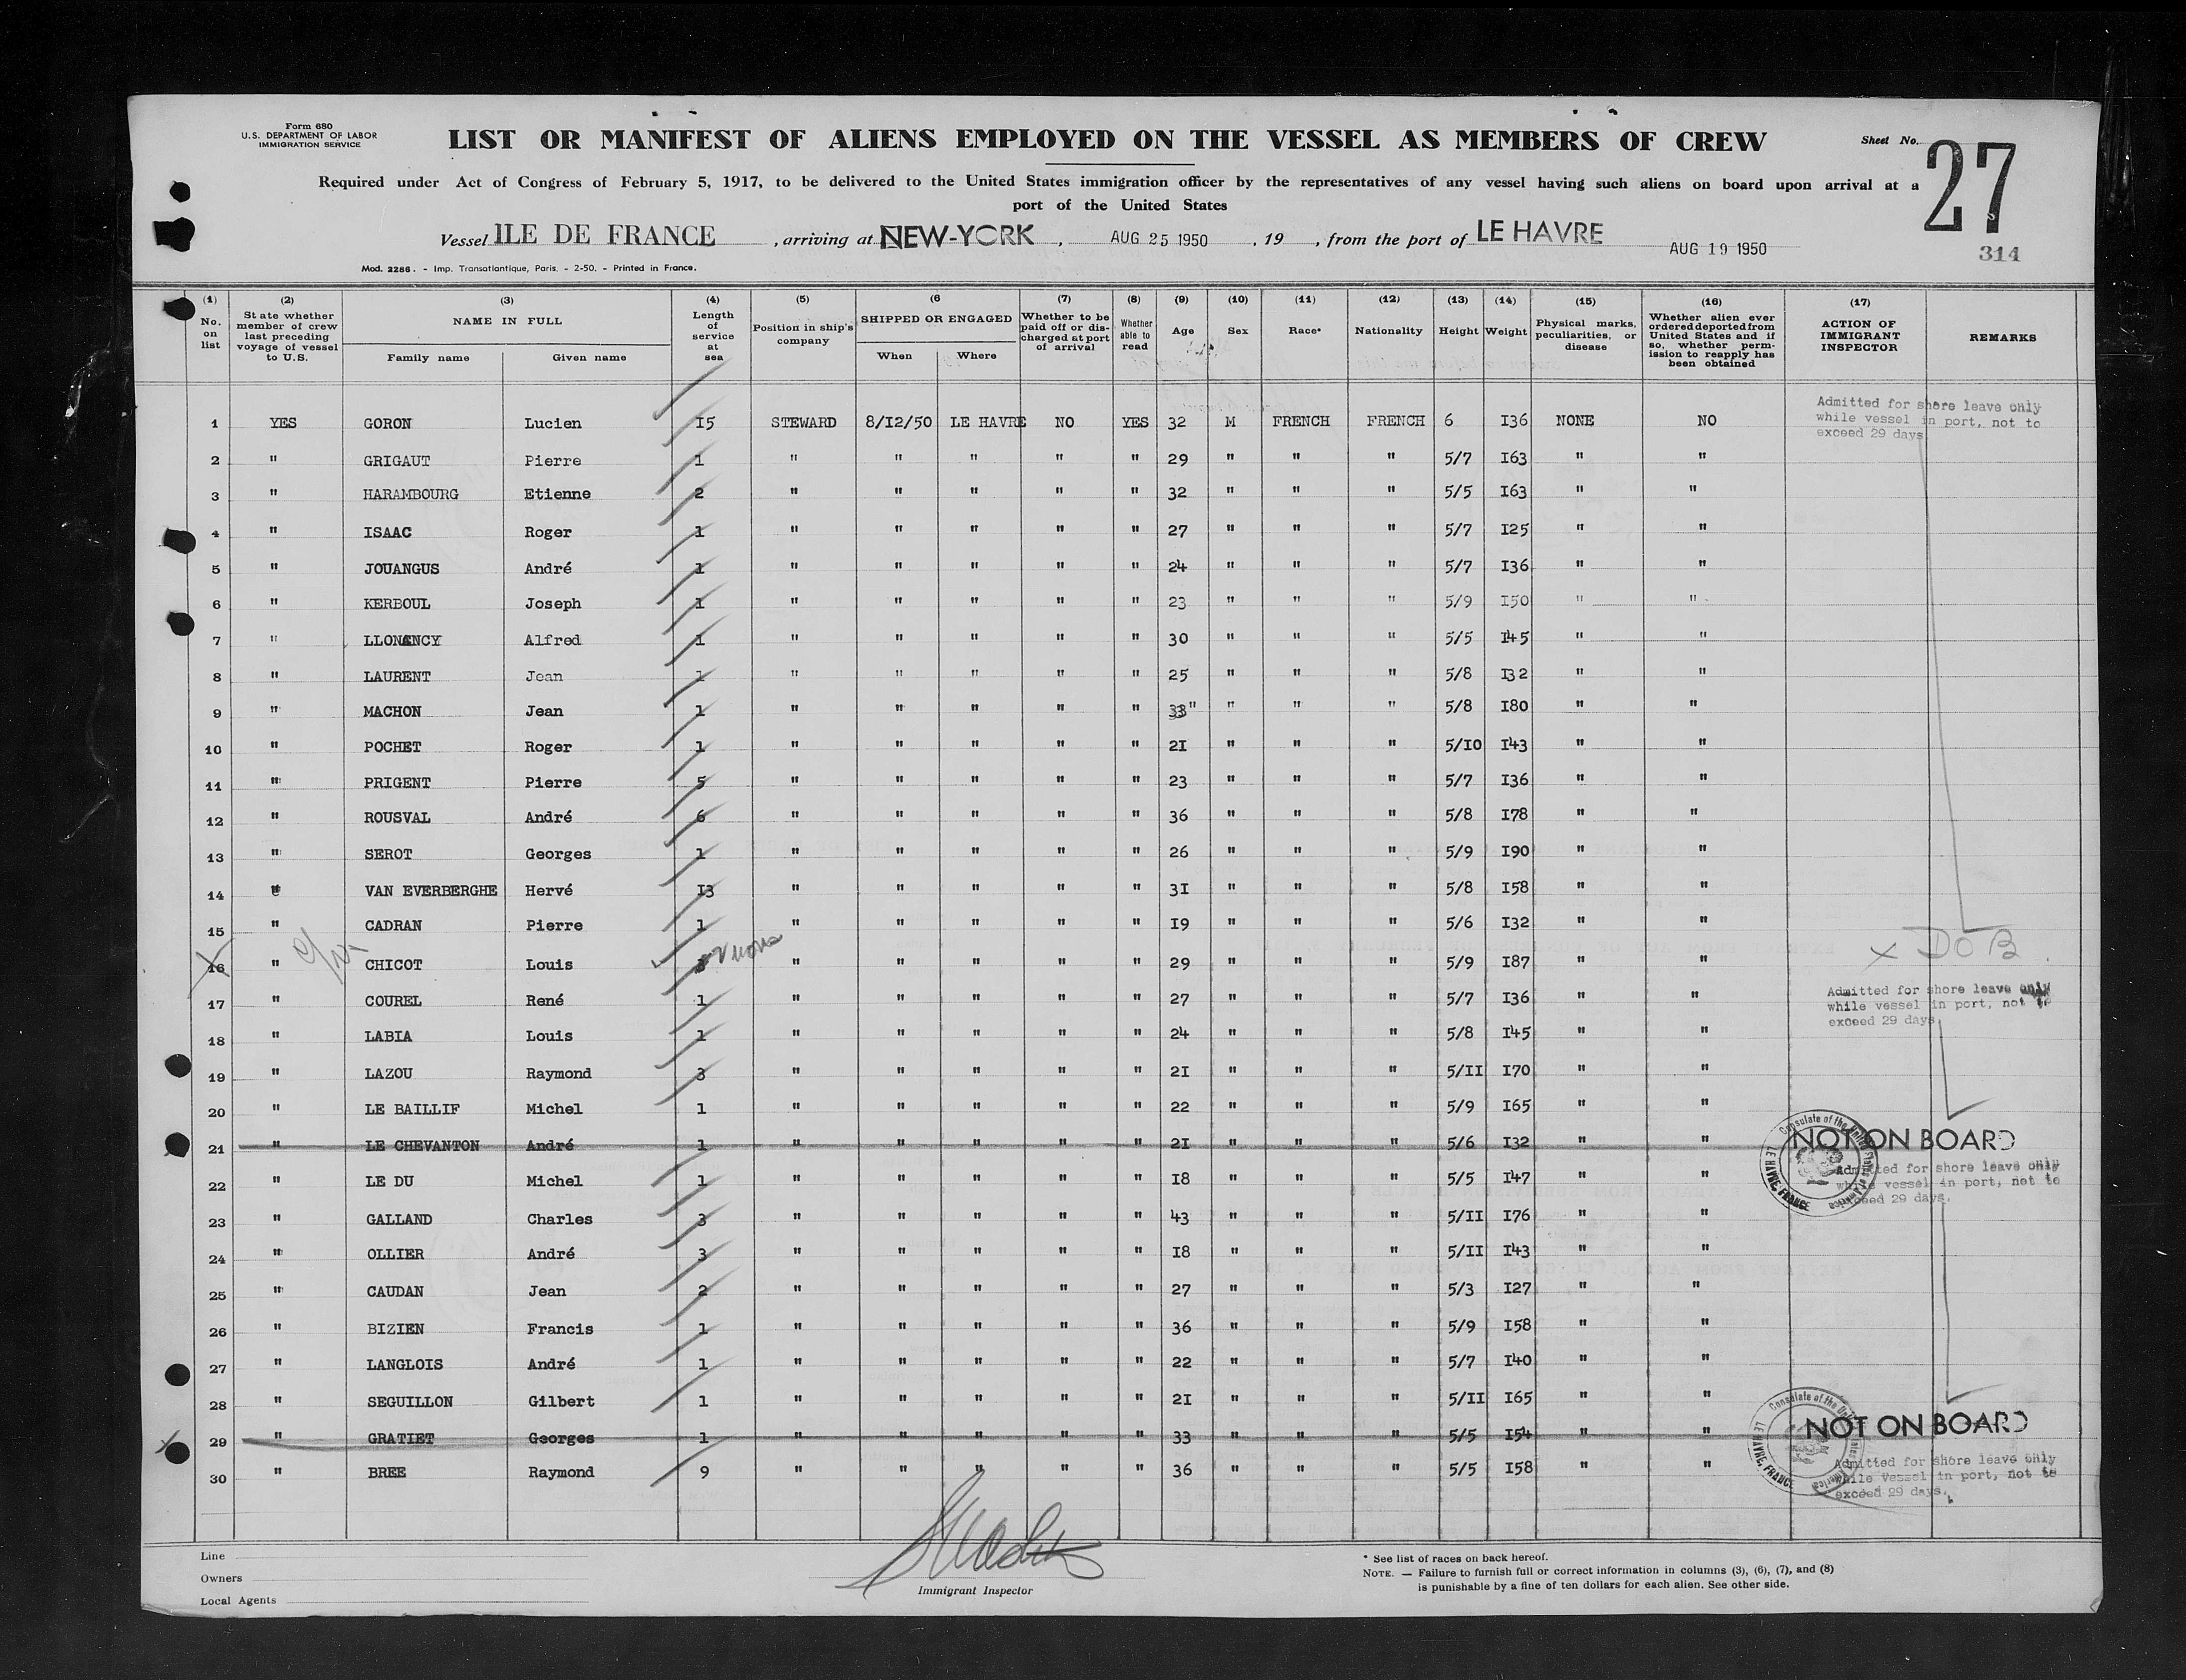 Form 680
U.S. DEPARTMENT OF LABOR
IMMIGRATION SERVICE
LIST OR MANIFEST OF ALIENS EMPLOYED ON THE VESSEL AS MEMBERS OF CREW
Sheet No. 27
Required under Act of Congress of February 5, 1917, to be delivered to the United States immigration officer by the representatives of any vessel having such aliens on board upon arrival at a
port of the United States
Vessel ILE DE FRANCE , arriving at NEW-YORK , AUG 25 1950 , 19 , from the port of LE HAVRE AUG 19 1950
314
Mod. 2286. - Imp. Transatlantique, Paris. - 2-50. - Printed in France.
(1) No. on list (2) State whether member of crew last preceding voyage of vessel to U.S. (3) NAME IN FULL Family name Given name (4) Length of service at sea (5) Position in ship's company (6 SHIPPED OR ENGAGED When Where (7) Whether to be paid off or discharged at port of arrival (8) Whether able to read (9) Age (10) Sex (11) Race* (12) Nationality (13) Height (14) Weight (15) Physical marks, peculiarities, or disease (16) Whether alien ever ordered deported from United States and if so, whether permission to reapply has been obtained (17) ACTION OF IMMIGRANT INSPECTOR REMARKS
1 YES GORON Lucien 15 STEWARD 8/12/50 LE HAVRE NO YES 32 M FRENCH FRENCH 6 136 NONE NO Admitted for shore leave only while vessel in port, not to exceed 29 days
2 " GRIGAUT Pierre 1 " " " " " 29 " " " 5/7 163 " "
3 " HARAMBOURG Etienne 2 " " " " " 32 " " " 5/5 163 " "
4 " ISAAC Roger 1 " " " " " 27 " " " 5/7 125 " "
5 " JOUANGUS André 1 " " " " " 24 " " " 5/7 136 " "
6 " KERBOUL Joseph 1 " " " " " 23 " " " 5/9 150 " "
7 " Alfred 1 " " " " " 30 " " " 5/5 145 " "
8 " LAURENT Jean 1 " " " " " 25 " " " 5/8 132 " "
9 " MACHON Jean 1 " " " " " 33" " " " 5/8 180 " "
10 " POCHET Roger 1 " " " " " 21 " " " 5/10 143 " "
11 " PRIGENT Pierre 5 " " " " " 23 " " " 5/7 136 " "
12 " ROUSVAL André 6 " " " " " 36 " " " 5/8 178 " "
13 " SEROT Georges 1 " " " " " 26 " " " 5/9 190 " "
14 " VAN EVERBERGHE Hervé 13 " " " " " 31 " " " 5/8 158 " "
15 " CADRAN Pierre 1 " " " " " 19 " " " 5/6 132 " "
16 " CHICOT Louis " " " " " 29 " " " 5/9 187 " " x DOB
17 " COUREL René 1 " " " " " 27 " " " 5/7 136 " " Admitted for shore leave only while vessel in port, not to exceed 29 days
18 " LABIA Louis 1 " " " " " 24 " " " 5/8 145 " "
19 " LAZOU Raymond 3 " " " " " 21 " " " 5/11 170 " "
20 " LE BAILLIF Michel 1 " " " " " 22 " " " 5/9 165 " "
21 " LE CHEVANTON André 1 " " " " " 21 " " " 5/6 132 " " NOT ON BOARD
Consulate of the United States of America LE HAVRE, FRANCE
22 " LE DU Michel 1 " " " " " 18 " " " 5/5 147 " " Admitted for shore leave only while vessel in port, not to exceed 29 days.
23 " GALLAND Charles 3 " " " " " 43 " " " 5/11 176 " "
24 " OLLIER André 3 " " " " " 18 " " " 5/11 143 " "
25 " CAUDAN Jean 2 " " " " " 27 " " " 5/3 127 " "
26 " BIZIEN Francis 1 " " " " " 36 " " " 5/9 158 " "
27 " LANGLOIS André 1 " " " " " 22 " " " 5/7 140 " "
28 " SEGUILLON Gilbert 1 " " " " " 21 " " " 5/11 165 " "
29 " GRATIET Georges 1 " " " " " 33 " " " 5/5 154 " " NOT ON BOARD
Consulate of the United States of America LE HAVRE, FRANCE
30 " BREE Raymond 9 " " " " " 36 " " " 5/5 158 " " Admitted for shore leave only while vessel in port, not to exceed 29 days.
Line
Owners
Local Agents
Immigrant Inspector
* See list of races on back hereof.
NOTE. — Failure to furnish full or correct information in columns (3), (6), (7), and (8)
is punishable by a fine of ten dollars for each alien. See other side.